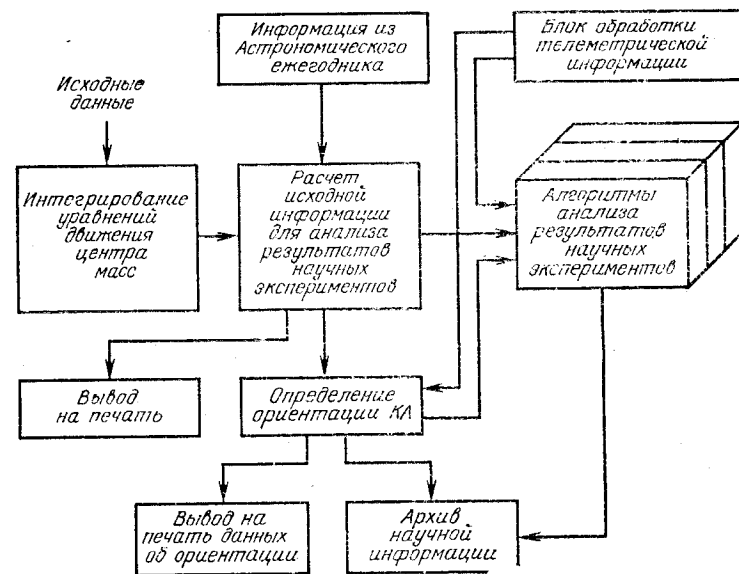 Информация из
Астрономического
ежегодника
Блок обработки
телеметрической
информации
Исходные
данные
Интегрирование
уравнений
движения
центра
масс
Расчет
исходной
информации
для анализа
результатов
научных
экспериментов
Алгоритмы
анализа
результатов
научных
экспериментов
Вывод
на печать
Определение
ориентации КА
Вывод на
печать данных
об ориентации
Архив
научной
информации